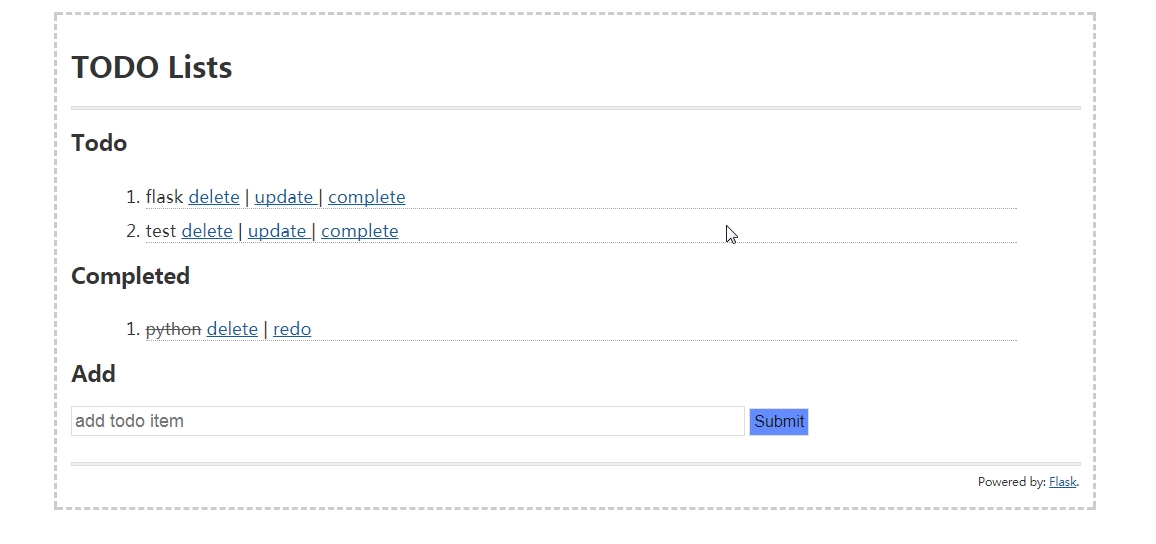 TODO Lists
Todo
1. flask delete | update | complete
2. test delete | update | complete
Completed
1. python delete | redo
Add
add todo item Submit
Powered by: Flask.